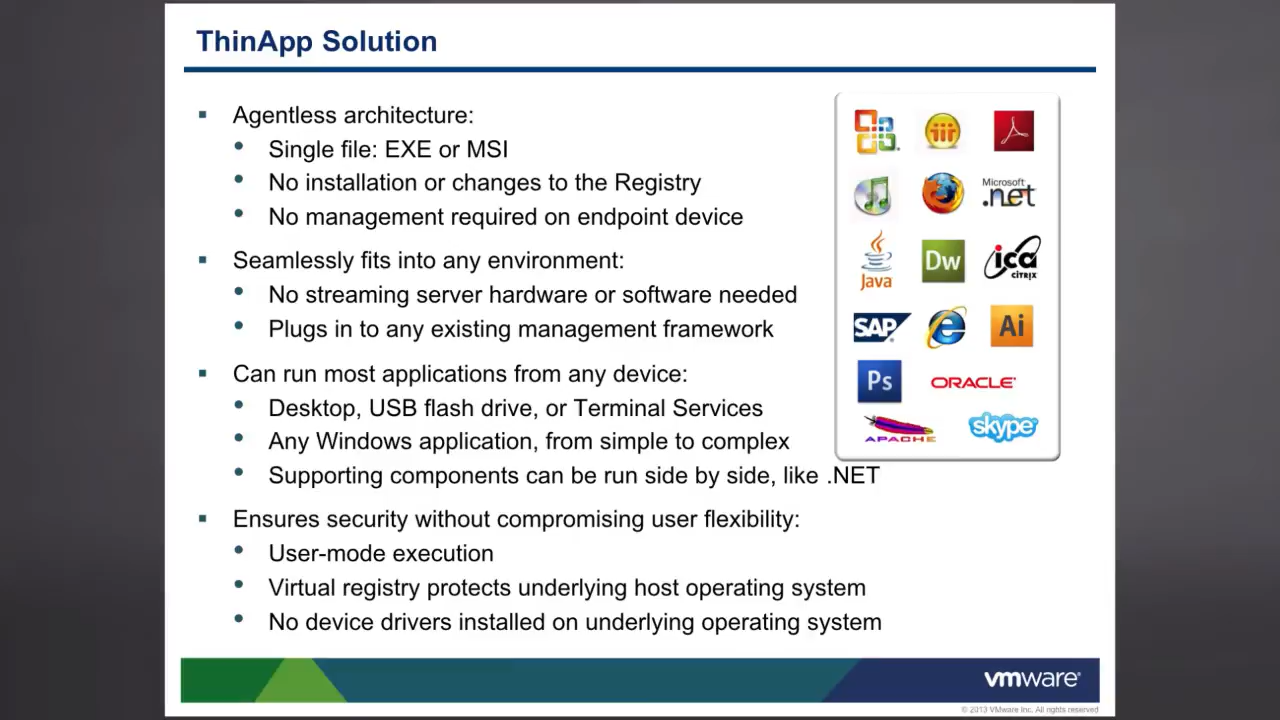 ThinApp Solution
Agentless architecture:
Single file: EXE or MSI
No installation or changes to the Registry
No management required on endpoint device
Seamlessly fits into any environment:
No streaming server hardware or software needed
Plugs in to any existing management framework
Can run most applications from any device:
Desktop, USB flash drive, or Terminal Services
Any Windows application, from simple to complex
Supporting components can be run side by side, like .NET
Ensures security without compromising user flexibility:
User-mode execution
Virtual registry protects underlying host operating system
No device drivers installed on underlying operating system
Microsoft
.net
Java
Dw
ica
CITRIX
SAP
Ai
Ps
ORACLE
APACHE
skype
vmware
© 2013 VMware Inc. All rights reserved